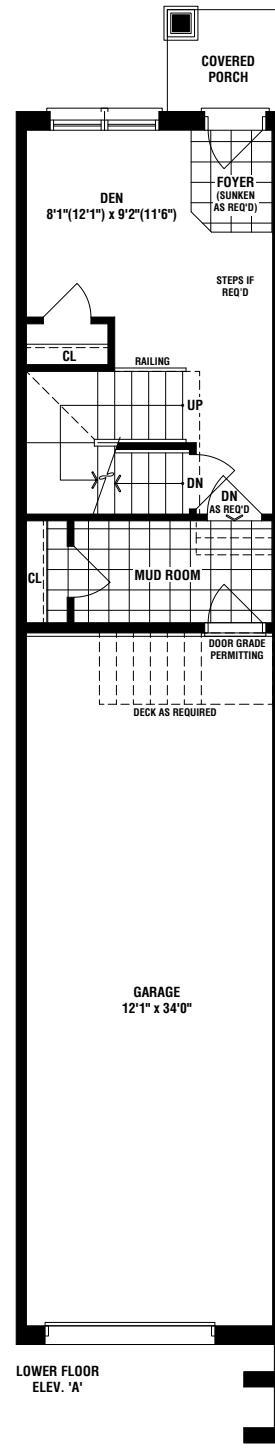 COVERED
PORCH
DEN
8'1"(12'1") x 9'2"(11'6")
FOYER
(SUNKEN
AS REQ'D)
STEPS IF
REQ'D
CL
RAILING
UP
DN
DN
AS REQ'D
CL
MUD ROOM
DOOR GRADE
PERMITTING
DECK AS REQUIRED
GARAGE
12'1" x 34'0"
LOWER FLOOR
ELEV. 'A'